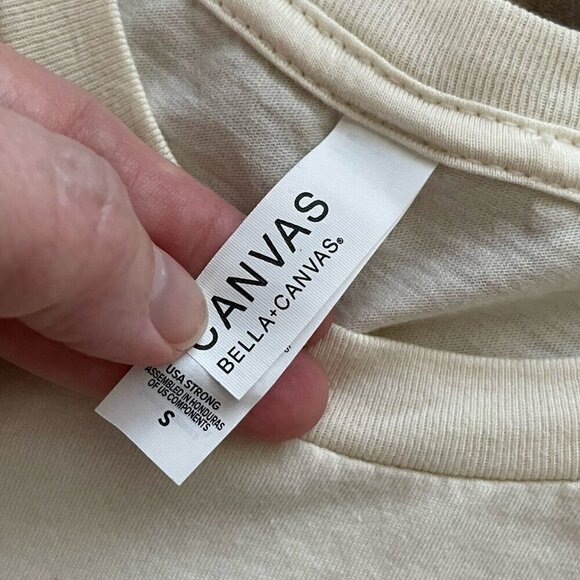 CANVAS
BELLA+CANVAS®
USA STRONG
ASSEMBLED IN HONDURAS
OF US COMPONENTS
S